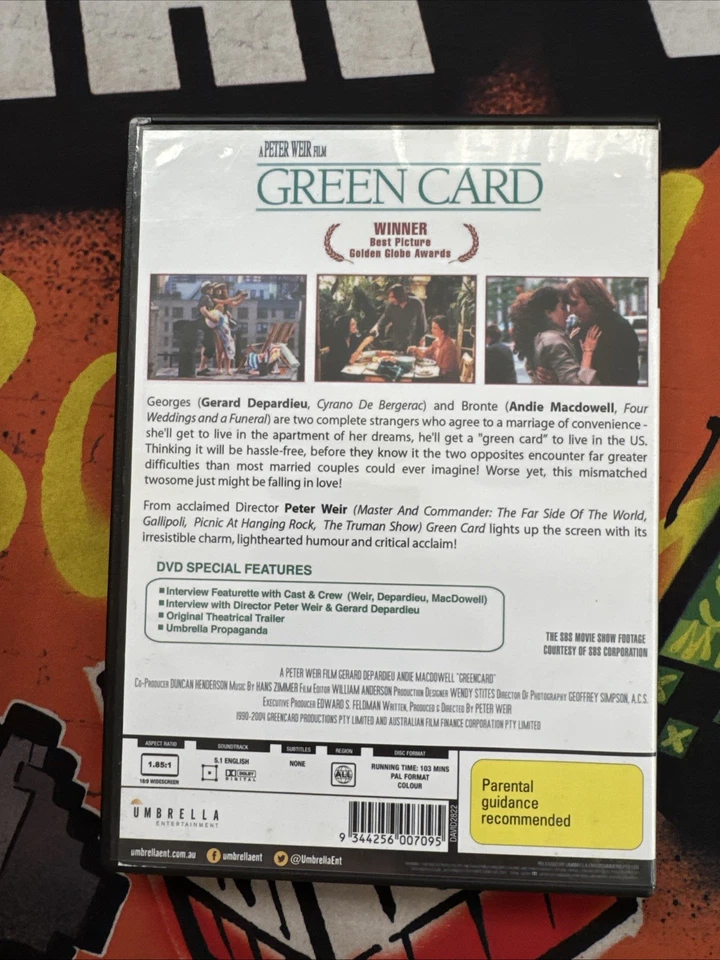 A PETER WEIR FILM
GREEN CARD
WINNER
Best Picture
Golden Globe Awards
Georges (Gerard Depardieu, Cyrano De Bergerac) and Bronte (Andie Macdowell, Four
Weddings and a Funeral) are two complete strangers who agree to a marriage of convenience -
she'll get to live in the apartment of her dreams, he'll get a "green card" to live in the US.
Thinking it will be hassle-free, before they know it the two opposites encounter far greater
difficulties than most married couples could ever imagine! Worse yet, this mismatched
twosome just might be falling in love!
From acclaimed Director Peter Weir (Master And Commander: The Far Side Of The World,
Gallipoli, Picnic At Hanging Rock, The Truman Show) Green Card lights up the screen with its
irresistible charm, lighthearted humour and critical acclaim!
DVD SPECIAL FEATURES
■ Interview Featurette with Cast & Crew (Weir, Depardieu, MacDowell)
■ Interview with Director Peter Weir & Gerard Depardieu
■ Original Theatrical Trailer
■ Umbrella Propaganda
THE SBS MOVIE SHOW FOOTAGE
COURTESY OF SBS CORPORATION
A PETER WEIR FILM GERARD DEPARDIEU ANDIE MACDOWELL "GREENCARD"
Co-Producer DUNCAN HENDERSON Music By HANS ZIMMER Film Editor WILLIAM ANDERSON Production Designer WENDY STITES Director Of Photography GEOFFREY SIMPSON, A.C.S.
Executive Producer EDWARD S. FELDMAN Written, Produced & Directed By PETER WEIR
1990-2004 GREENCARD PRODUCTIONS PTY LIMITED AND AUSTRALIAN FILM FINANCE CORPORATION PTY LIMITED
ASPECT RATIO SOUNDTRACK SUBTITLES REGION DISC FORMAT
1.85:1
16:9 WIDESCREEN
5.1 ENGLISH
DOLBY
DIGITAL
NONE
ALL
RUNNING TIME: 103 MINS
PAL FORMAT
COLOUR
Parental
guidance
recommended
UMBRELLA
ENTERTAINMENT
9 344256 007095
DAVID2822
umbrellaent.com.au umbrellaent @UmbrellaEnt